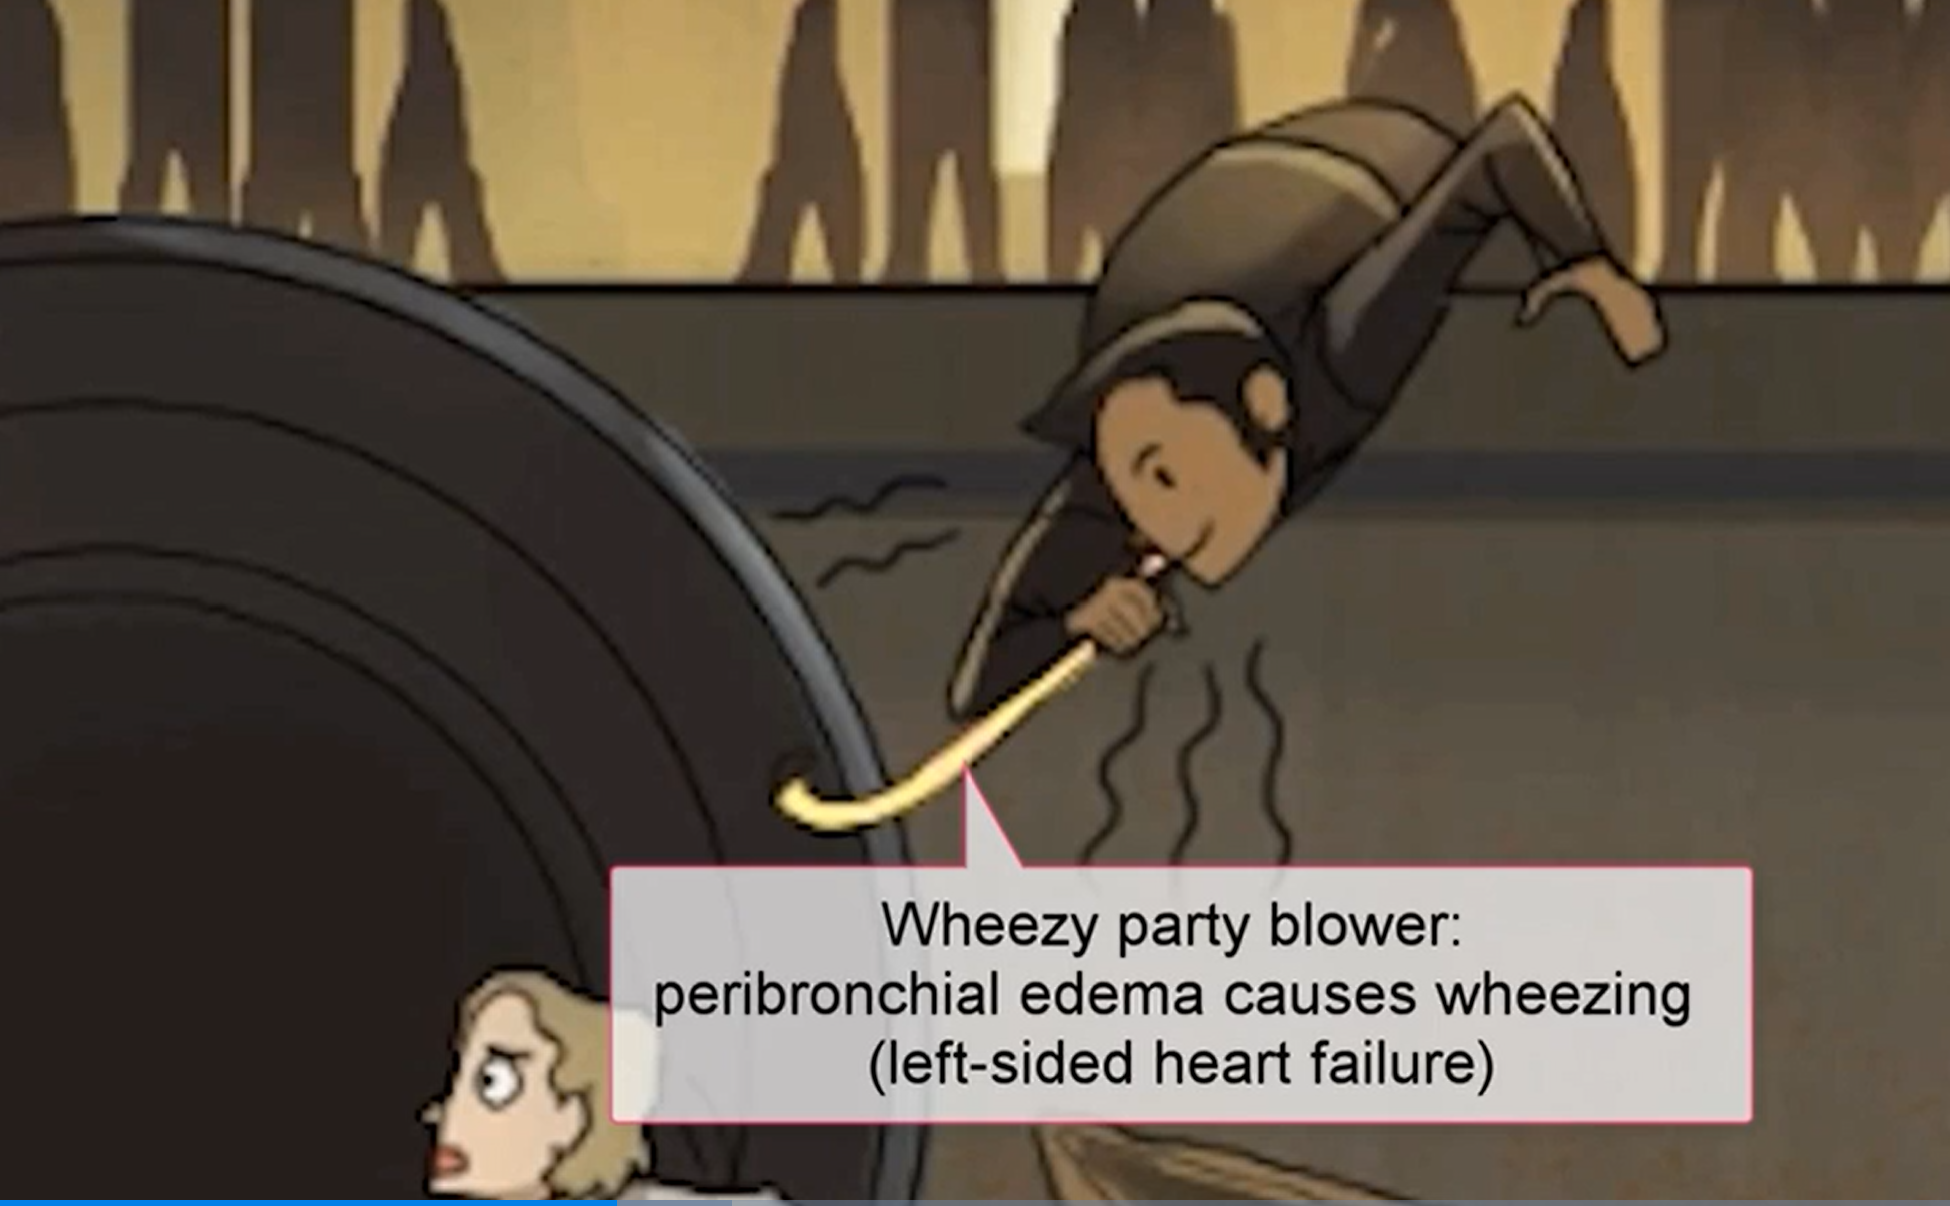 Wheezy party blower:
peribronchial edema causes wheezing
(left-sided heart failure)